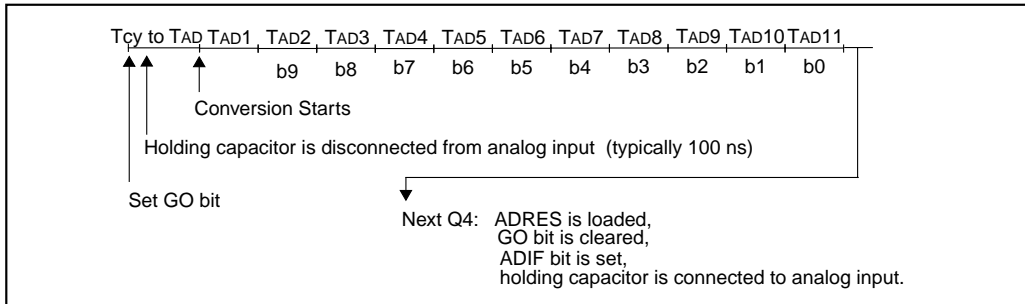 Tcy to TAD TAD1 TAD2 TAD3 TAD4 TAD5 TAD6 TAD7 TAD8 TAD9 TAD10 TAD11
b9 b8 b7 b6 b5 b4 b3 b2 b1 b0
Conversion Starts
Holding capacitor is disconnected from analog input (typically 100 ns)
Set GO bit
Next Q4: ADRES is loaded,
GO bit is cleared,
ADIF bit is set,
holding capacitor is connected to analog input.